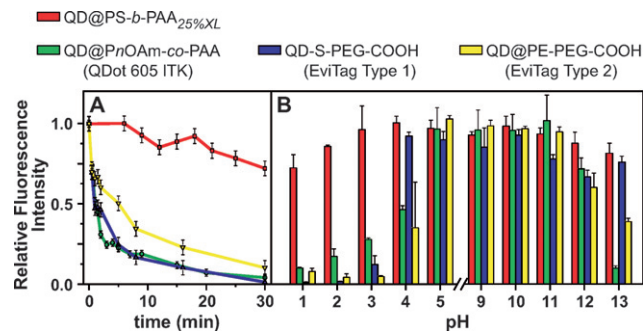 QD@PS-b-PAA25%XL
QD@PnOAm-co-PAA QD-S-PEG-COOH QD@PE-PEG-COOH
(QDot 605 ITK) (EviTag Type 1) (EviTag Type 2)
Relative Fluorescence
Intensity
A
1.0
0.5
0.0
0 10 20 30
time (min)
B
1 2 3 4 5 9 10 11 12 13
pH